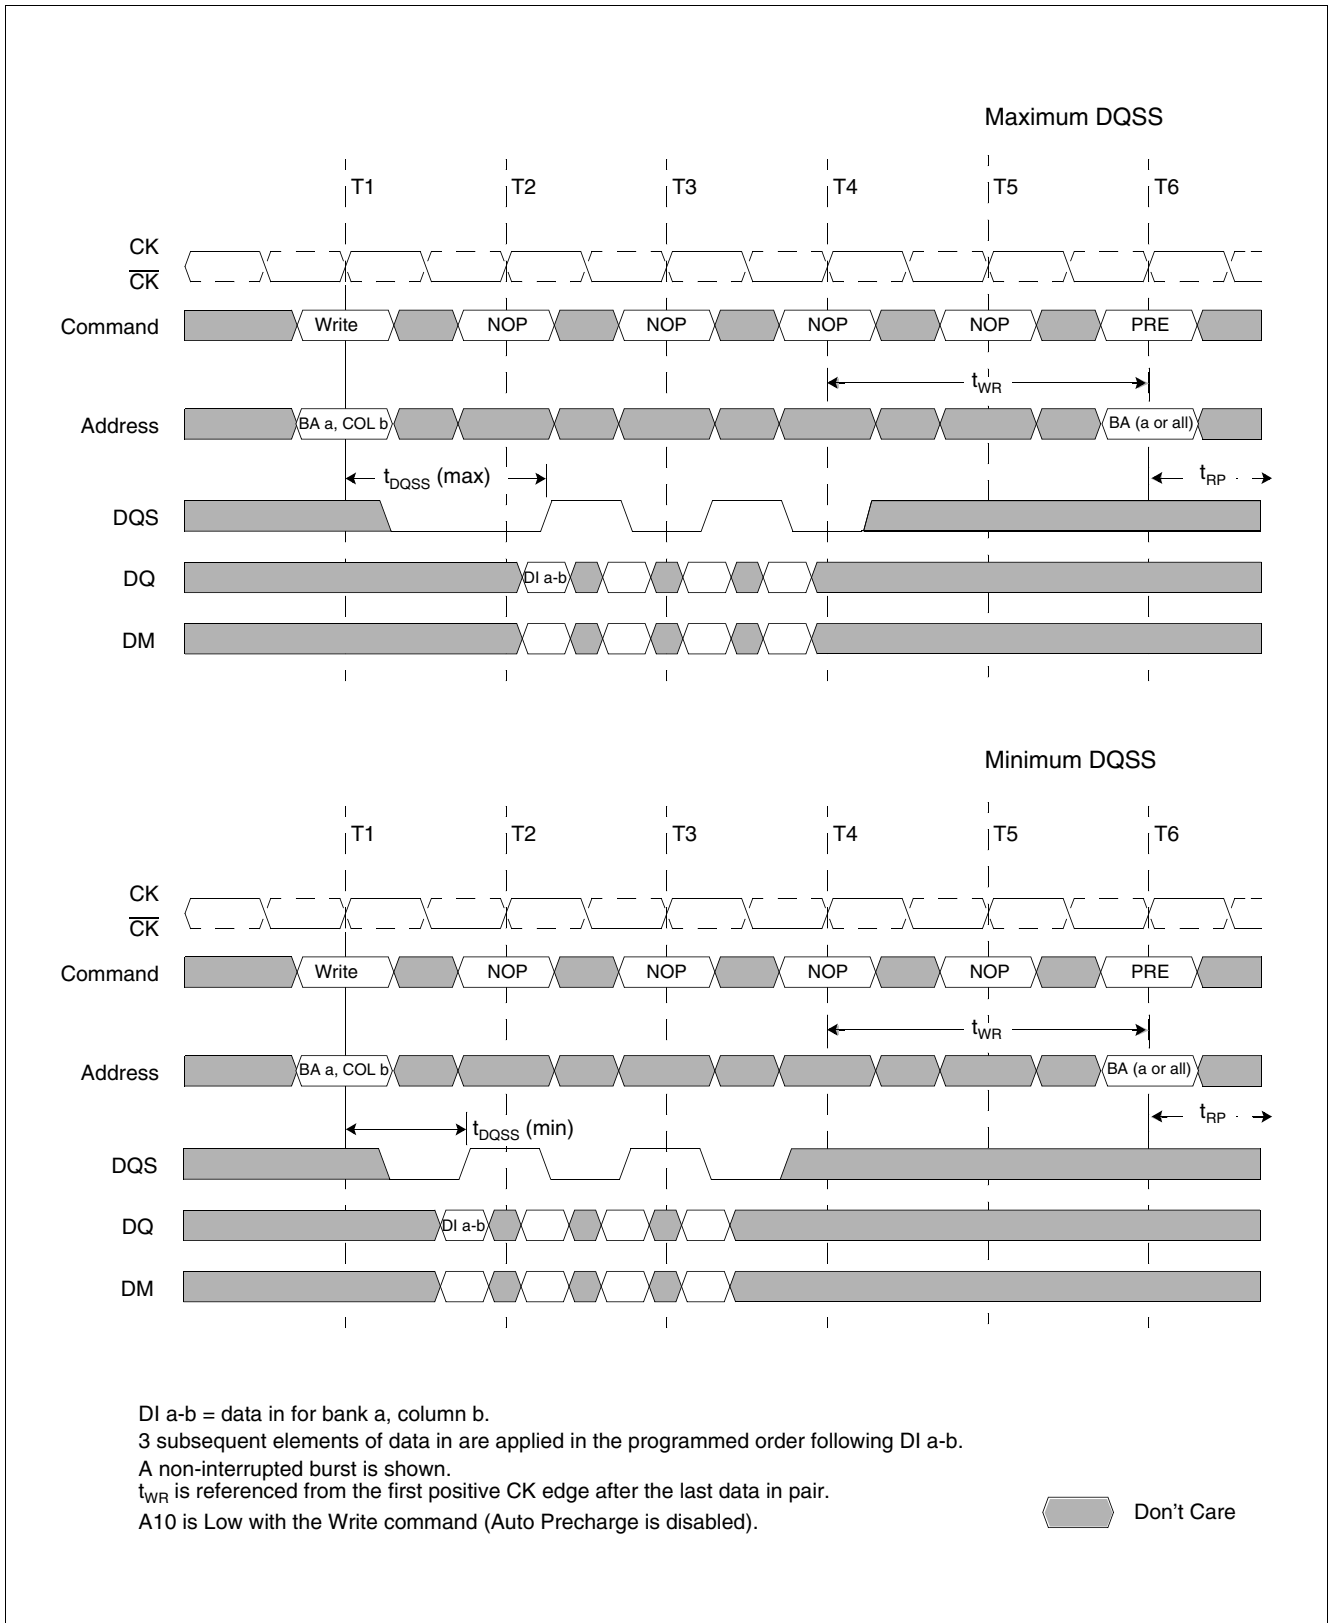 Maximum DQSS
T1 T2 T3 T4 T5 T6
CK
CK
Command Write NOP NOP NOP NOP PRE
tWR
Address BA a, COL b BA (a or all)
tDQSS (max) tRP
DQS
DQ DI a-b
DM
Minimum DQSS
T1 T2 T3 T4 T5 T6
CK
CK
Command Write NOP NOP NOP NOP PRE
tWR
Address BA a, COL b BA (a or all)
tDQSS (min) tRP
DQS
DQ DI a-b
DM
DI a-b = data in for bank a, column b.
3 subsequent elements of data in are applied in the programmed order following DI a-b.
A non-interrupted burst is shown.
tWR is referenced from the first positive CK edge after the last data in pair.
A10 is Low with the Write command (Auto Precharge is disabled).
Don't Care